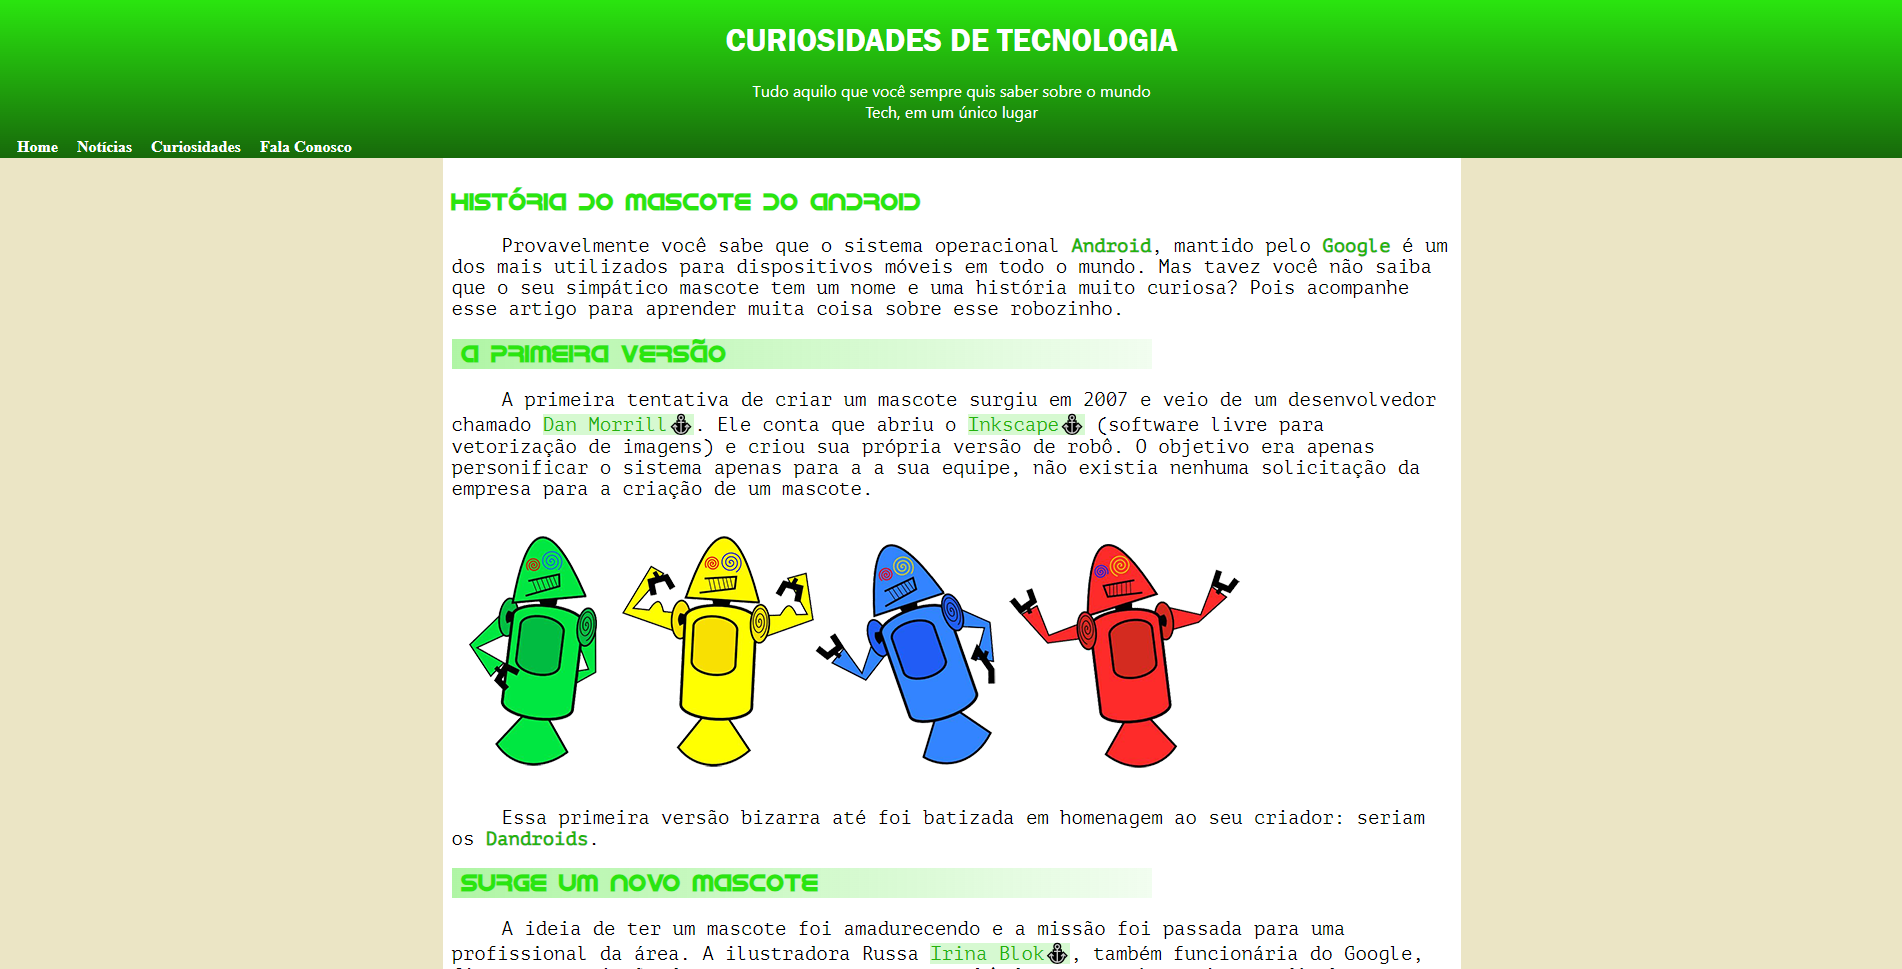 CURIOSIDADES DE TECNOLOGIA
Tudo aquilo que você sempre quis saber sobre o mundo
Tech, em um único lugar
Home Notícias Curiosidades Fala Conosco
HISTÓRIA DO MASCOTE DO ANDROID
Provavelmente você sabe que o sistema operacional Android, mantido pelo Google é um
dos mais utilizados para dispositivos móveis em todo o mundo. Mas tavez você não saiba
que o seu simpático mascote tem um nome e uma história muito curiosa? Pois acompanhe
esse artigo para aprender muita coisa sobre esse robozinho.
A PRIMEIRA VERSÃO
A primeira tentativa de criar um mascote surgiu em 2007 e veio de um desenvolvedor
chamado Dan Morrill. Ele conta que abriu o Inkscape (software livre para
vetorização de imagens) e criou sua própria versão de robô. O objetivo era apenas
personificar o sistema apenas para a a sua equipe, não existia nenhuma solicitação da
empresa para a criação de um mascote.
Essa primeira versão bizarra até foi batizada em homenagem ao seu criador: seriam
os Dandroids.
SURGE UM NOVO MASCOTE
A ideia de ter um mascote foi amadurecendo e a missão foi passada para uma
profissional da área. A ilustradora Russa Irina Blok, também funcionária do Google,